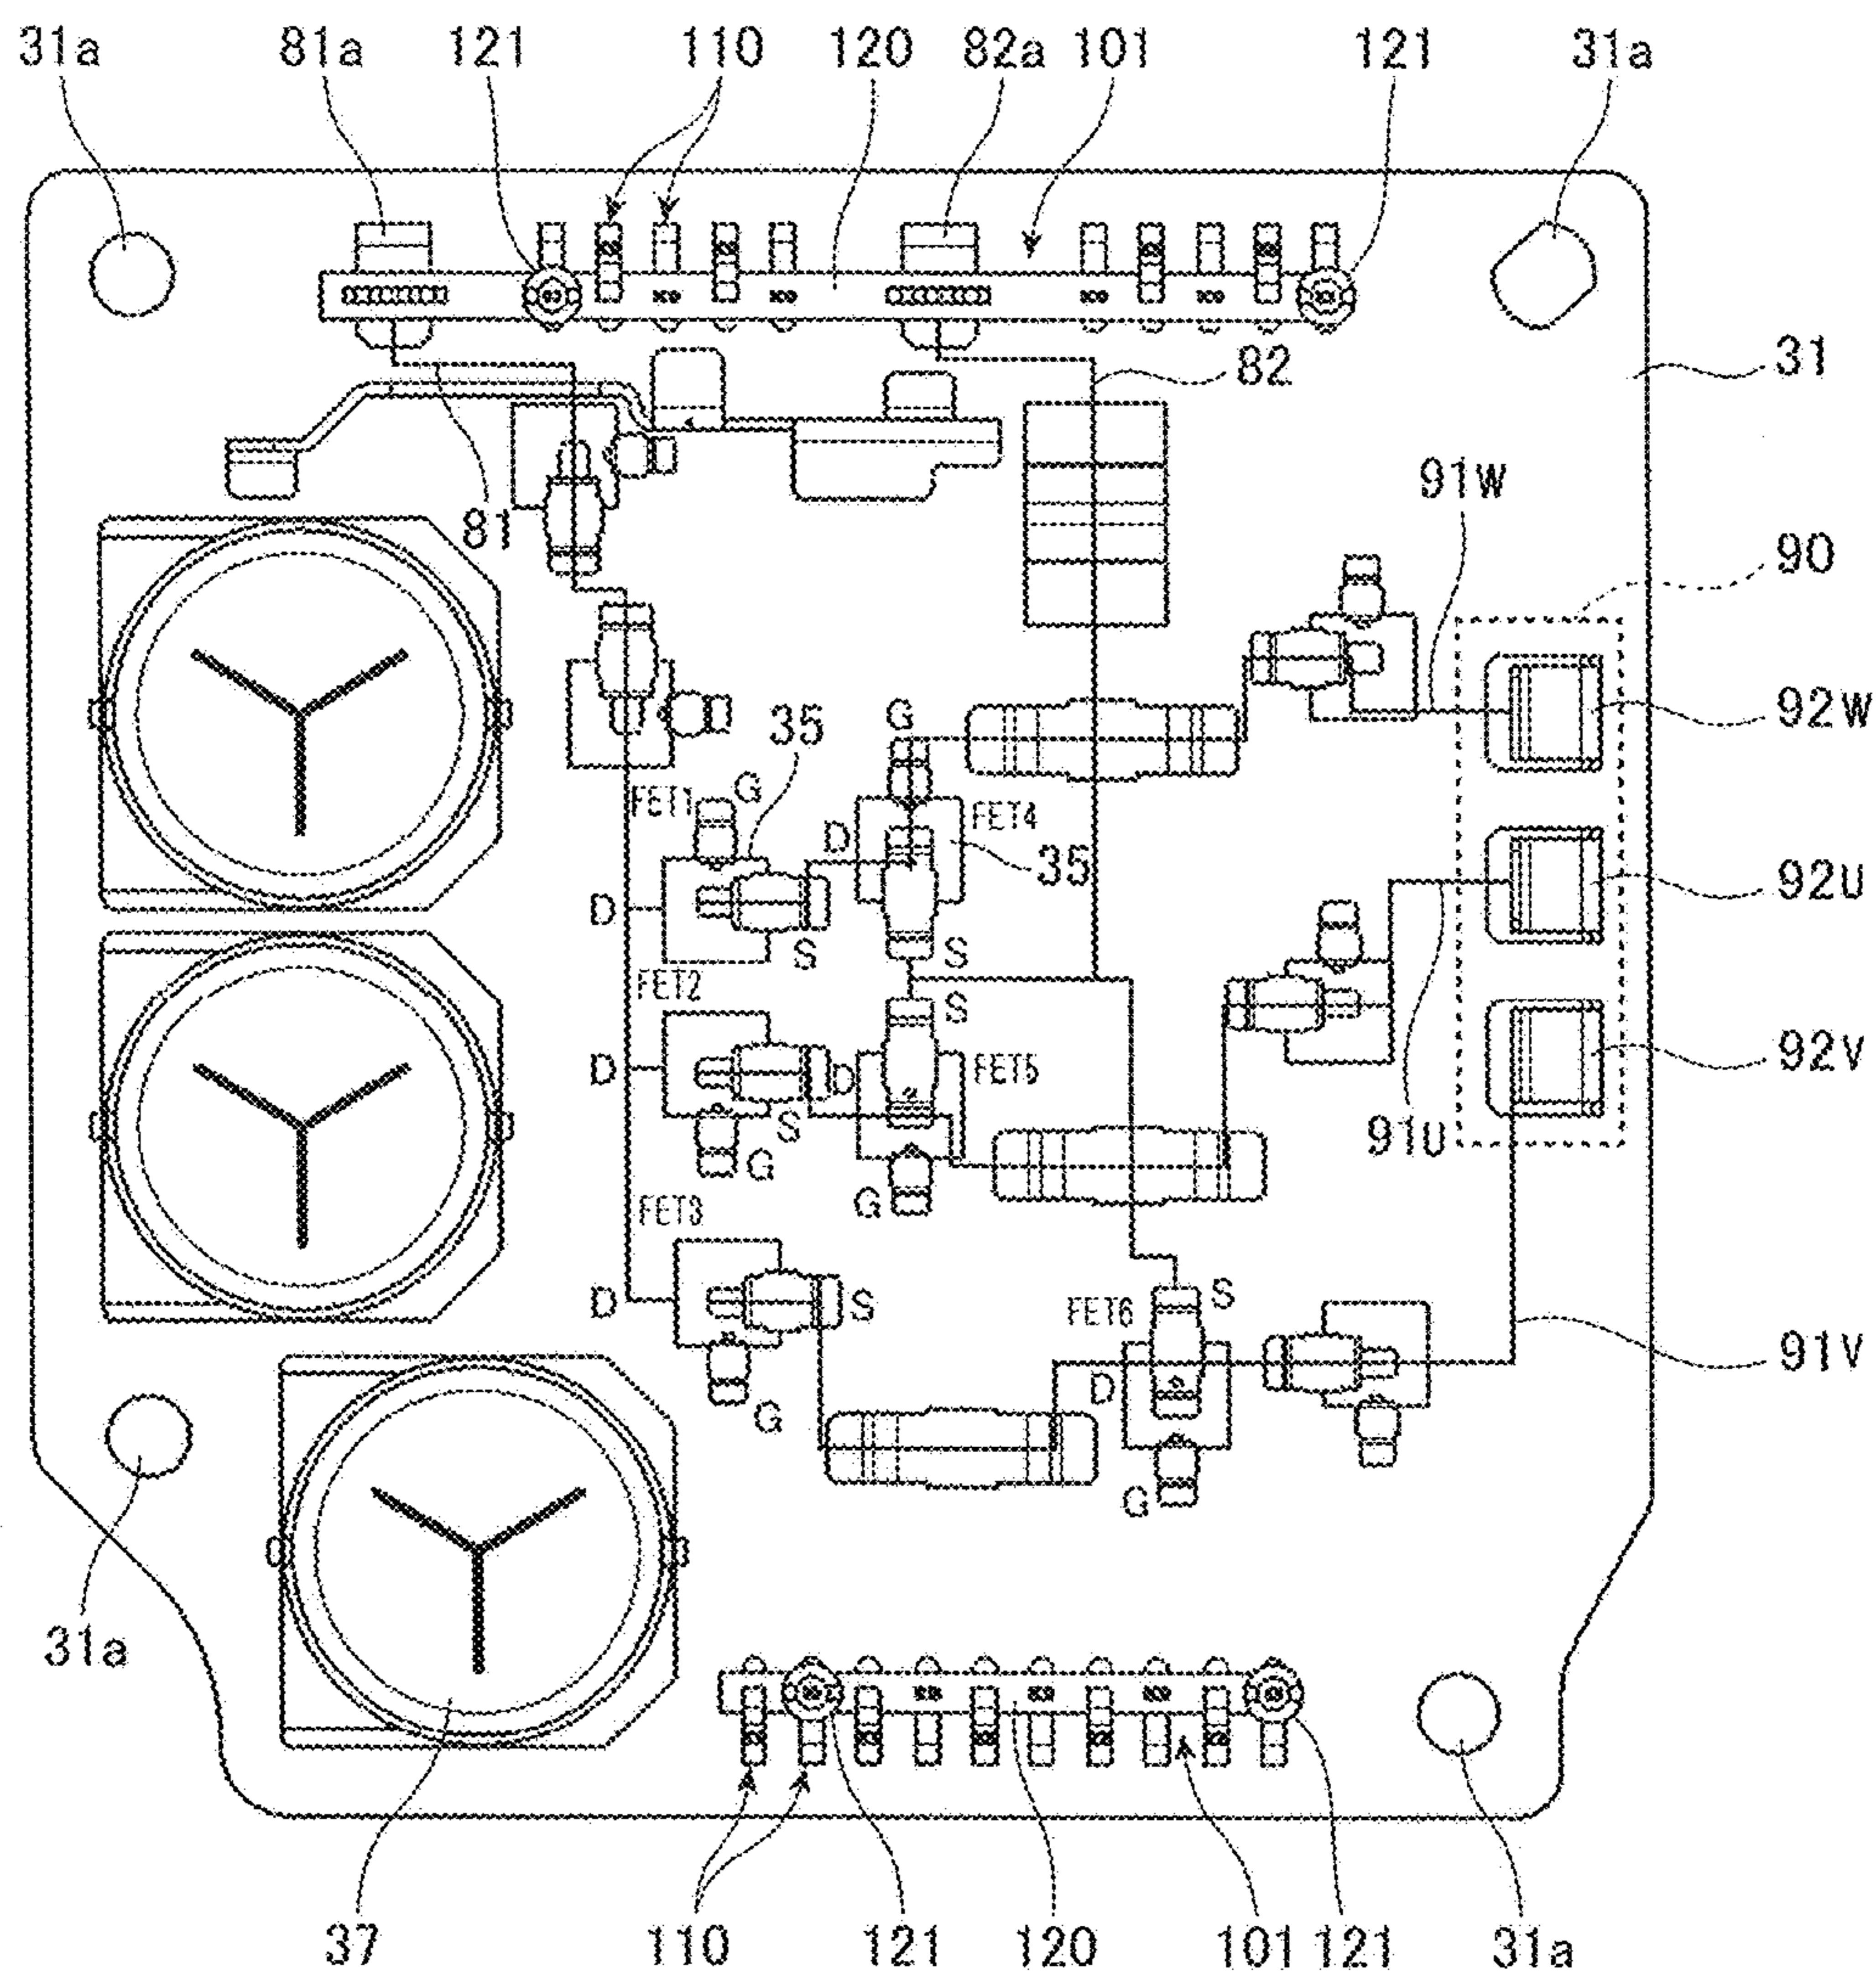 31a 81a 121 110 120 82a 101 121 31a
82 31
91W
81 90
92W
G 35
FET1 G D FET4
35 92U
D
S S
FET2 S
D D FET5 92V
S 91U
G G
FET3
D S FET6 S
91V
D
G
G
31a
37 110 121 120 101 121 31a